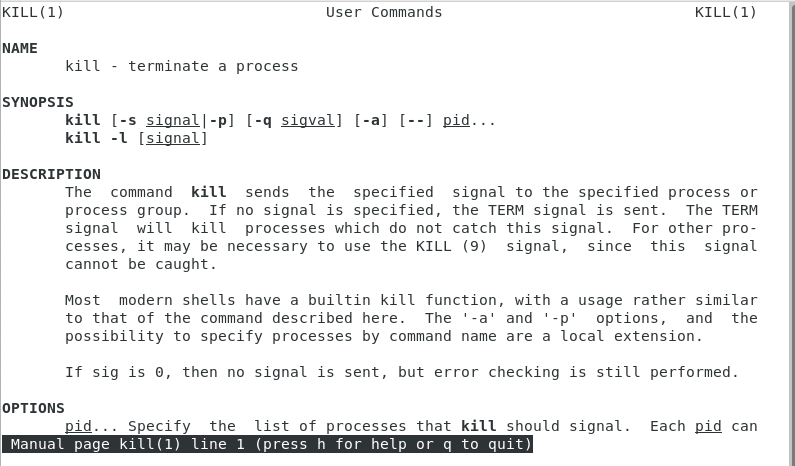 KILL(1) User Commands KILL(1)
NAME
kill - terminate a process
SYNOPSIS
kill [-s signal|-p] [-q sigval] [-a] [--] pid...
kill -l [signal]
DESCRIPTION
The command kill sends the specified signal to the specified process or
process group. If no signal is specified, the TERM signal is sent. The TERM
signal will kill processes which do not catch this signal. For other pro-
cesses, it may be necessary to use the KILL (9) signal, since this signal
cannot be caught.
Most modern shells have a builtin kill function, with a usage rather similar
to that of the command described here. The '-a' and '-p' options, and the
possibility to specify processes by command name are a local extension.
If sig is 0, then no signal is sent, but error checking is still performed.
OPTIONS
pid... Specify the list of processes that kill should signal. Each pid can
Manual page kill(1) line 1 (press h for help or q to quit)